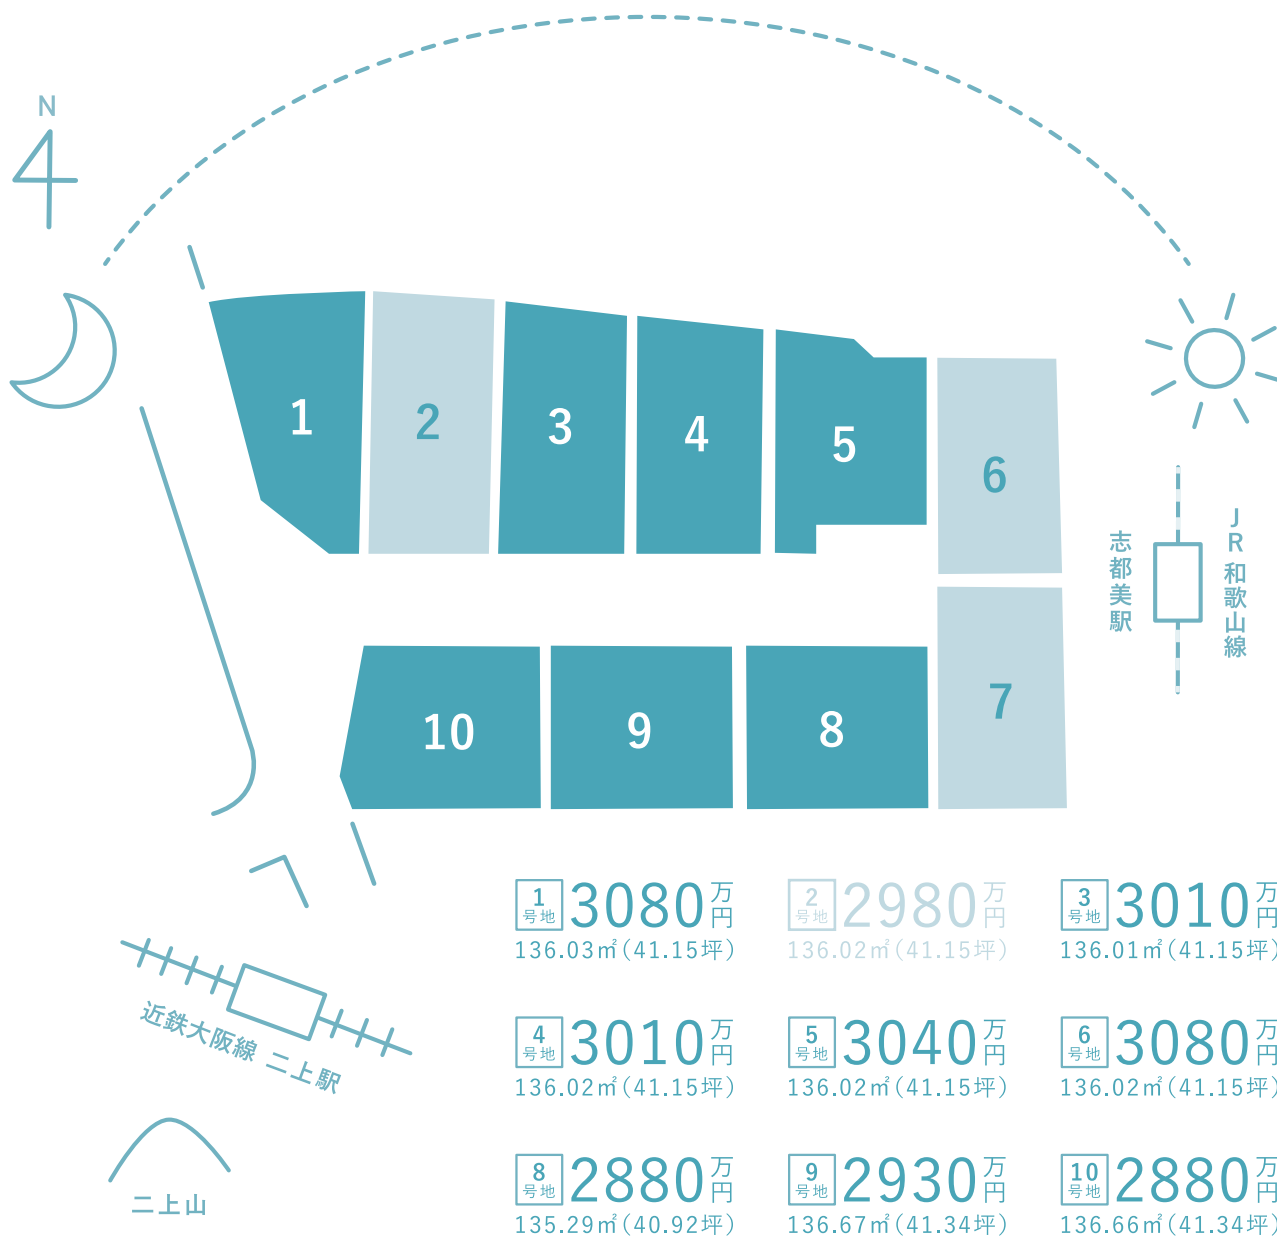 N
1
2
3
4
5
6
7
8
9
10
JR和歌山線
志都美駅
近鉄大阪線 二上駅
二上山
1号地 3080万円
136.03㎡(41.15坪)
2号地 2980万円
136.02㎡(41.15坪)
3号地 3010万円
136.01㎡(41.15坪)
4号地 3010万円
136.02㎡(41.15坪)
5号地 3040万円
136.02㎡(41.15坪)
6号地 3080万円
136.02㎡(41.15坪)
8号地 2880万円
135.29㎡(40.92坪)
9号地 2930万円
136.67㎡(41.34坪)
10号地 2880万円
136.66㎡(41.34坪)